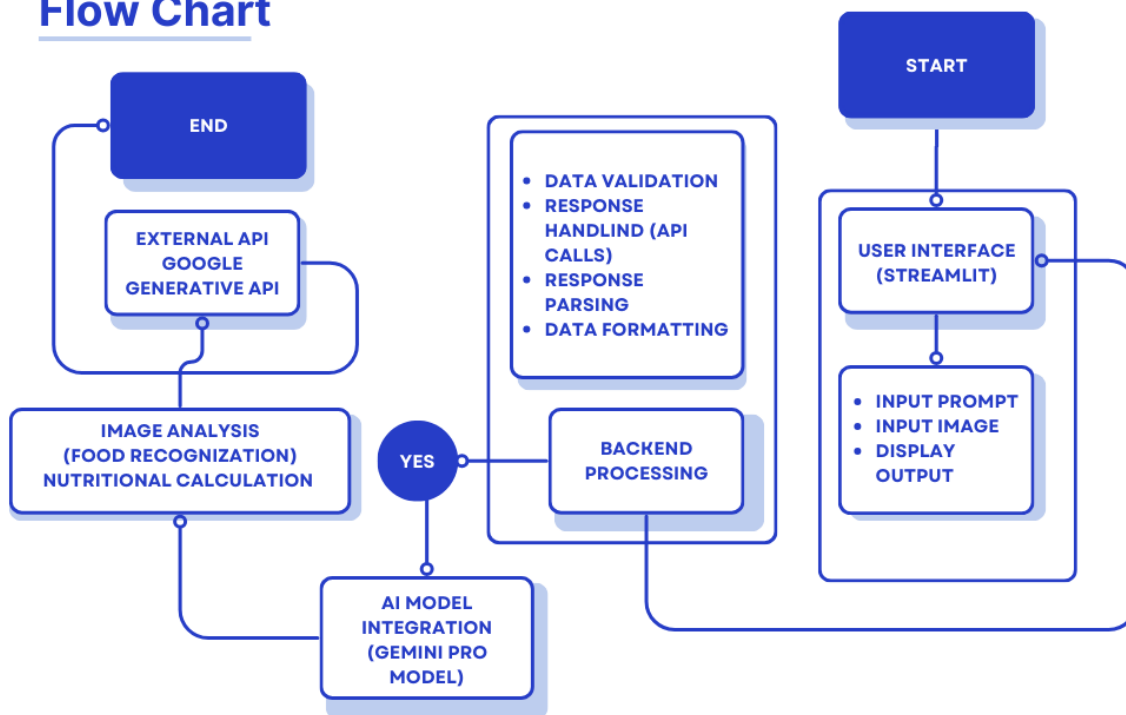 Flow Chart
START
END
USER INTERFACE
(STREAMLIT)
• INPUT PROMPT
• INPUT IMAGE
• DISPLAY
OUTPUT
• DATA VALIDATION
• RESPONSE
HANDLIND (API
CALLS)
• RESPONSE
PARSING
• DATA FORMATTING
BACKEND
PROCESSING
YES
AI MODEL
INTEGRATION
(GEMINI PRO
MODEL)
IMAGE ANALYSIS
(FOOD RECOGNIZATION)
NUTRITIONAL CALCULATION
EXTERNAL API
GOOGLE
GENERATIVE API